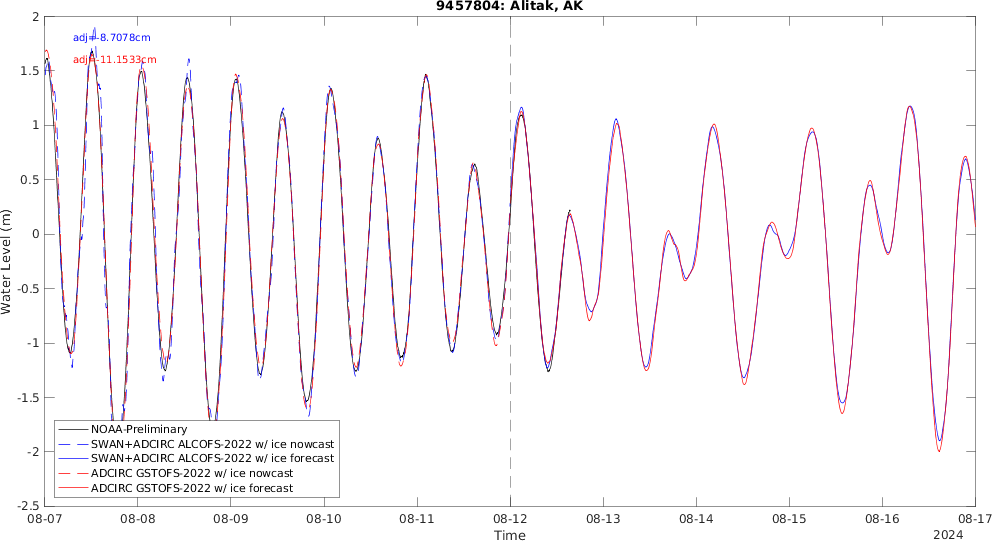 9457804: Alitak, AK
adj=-8.7078cm
adj=-11.1533cm
2
1.5
1
0.5
0
-0.5
-1
-1.5
-2
-2.5
Water Level (m)
NOAA-Preliminary
SWAN+ADCIRC ALCOFS-2022 w/ ice nowcast
SWAN+ADCIRC ALCOFS-2022 w/ ice forecast
ADCIRC GSTOFS-2022 w/ ice nowcast
ADCIRC GSTOFS-2022 w/ ice forecast
08-07 08-08 08-09 08-10 08-11 08-12 08-13 08-14 08-15 08-16 08-17
Time
2024